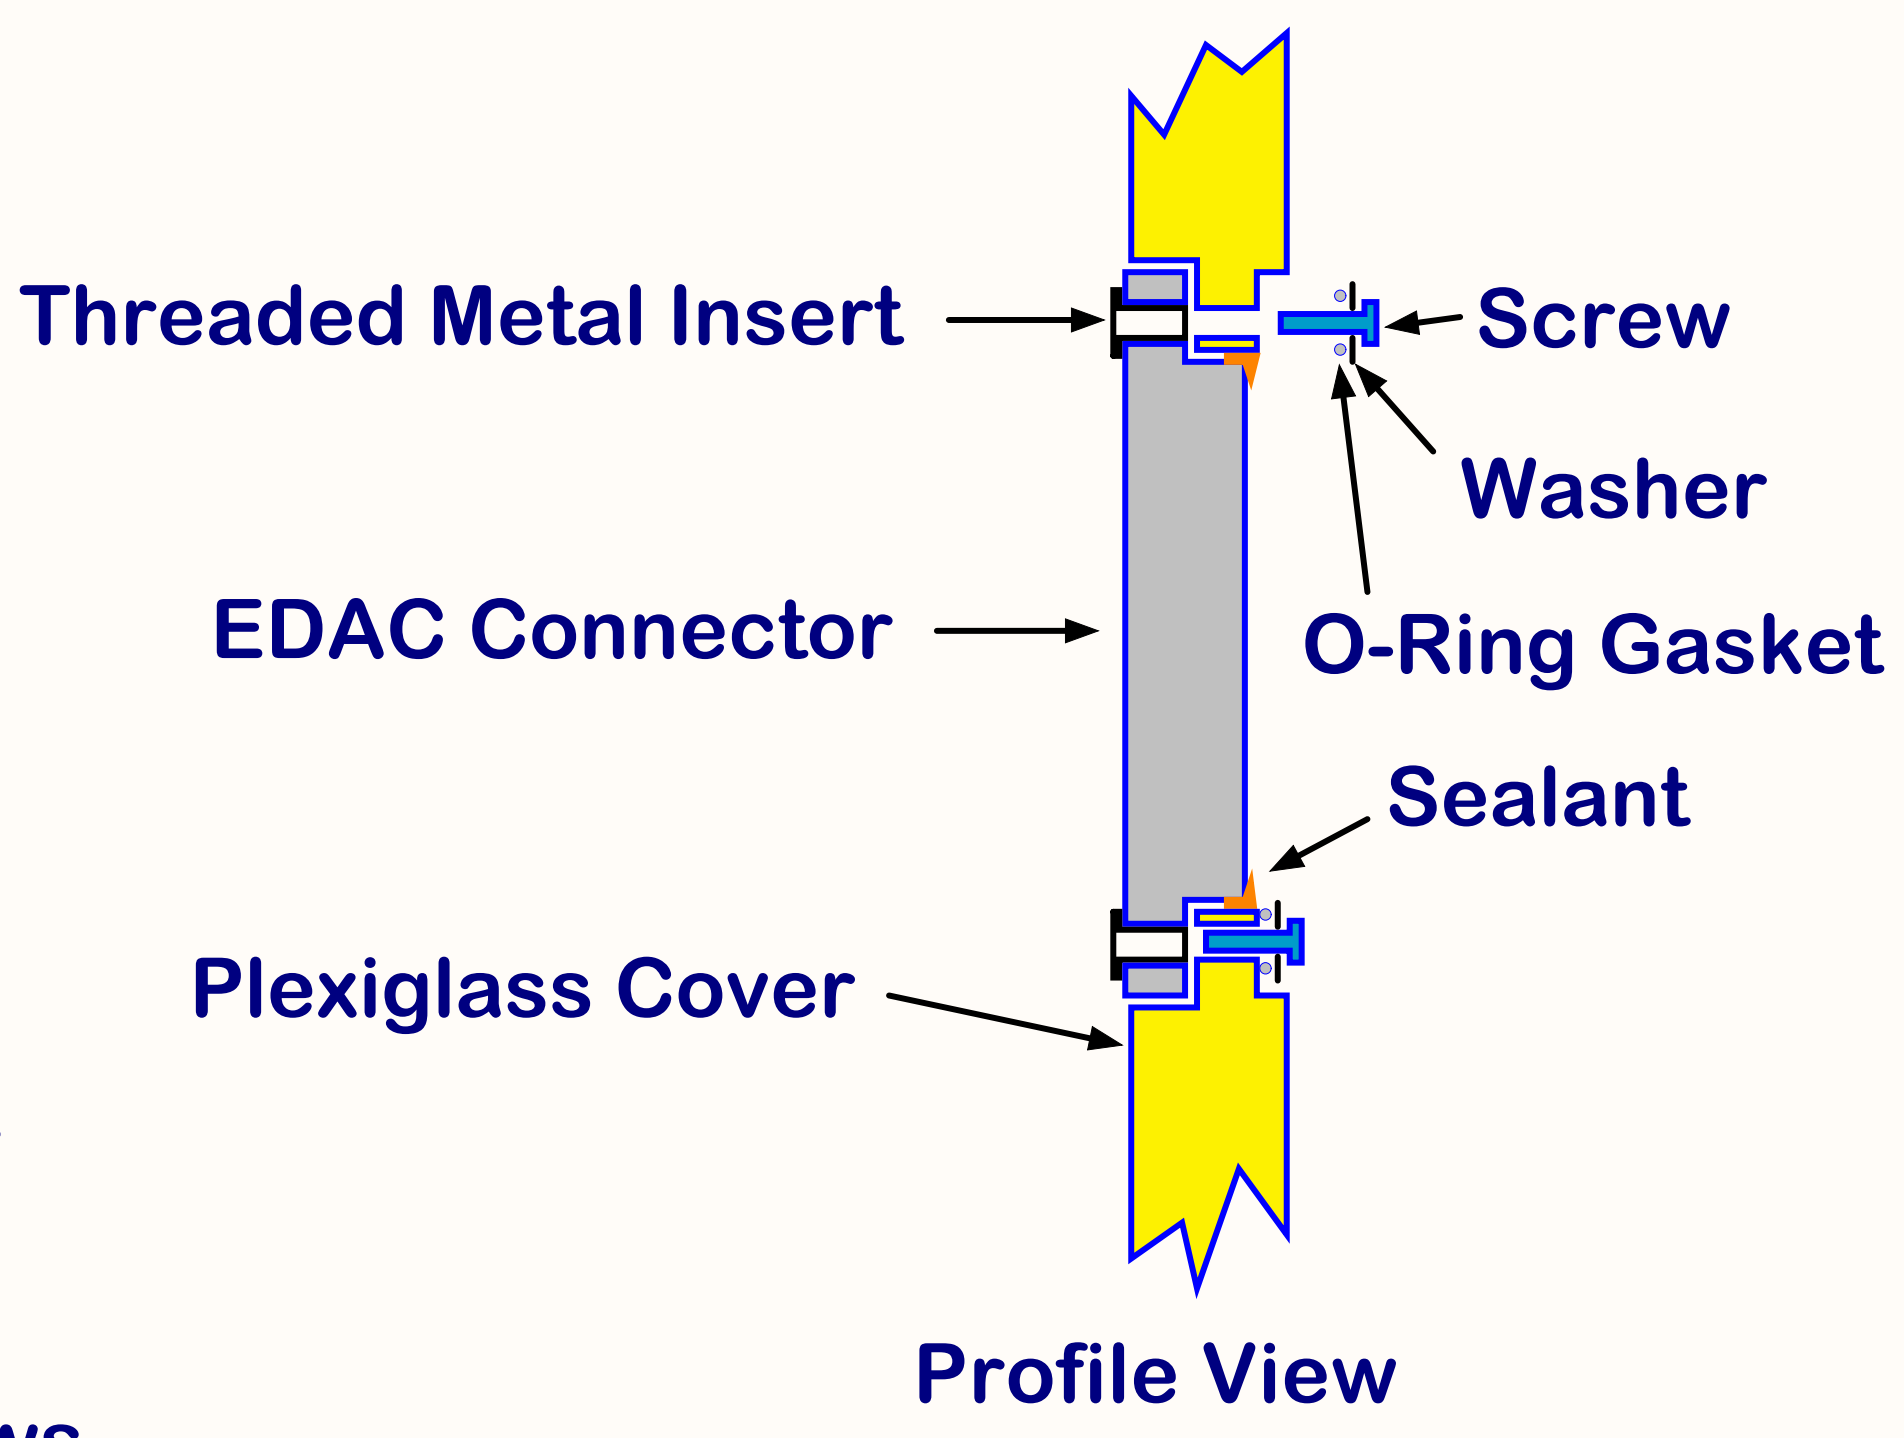 Threaded Metal Insert
Screw
Washer
EDAC Connector
O-Ring Gasket
Sealant
Plexiglass Cover
Profile View